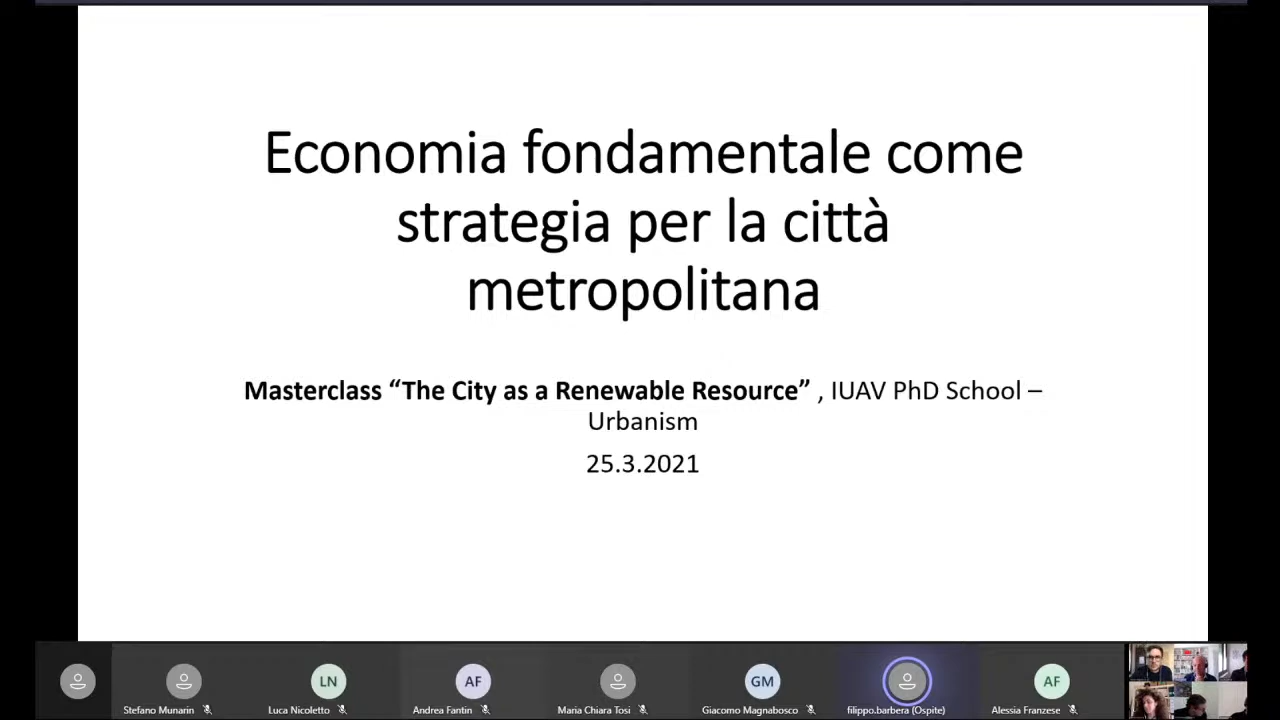 Economia fondamentale come
strategia per la città
metropolitana
Masterclass “The City as a Renewable Resource” , IUAV PhD School –
Urbanism
25.3.2021
LN
AF
GM
AF
Stefano Munarin
Luca Nicoletto
Andrea Fantin
Maria Chiara Tosi
Giacomo Magnabosco
filippo.barbera (Ospite)
Alessia Franzese